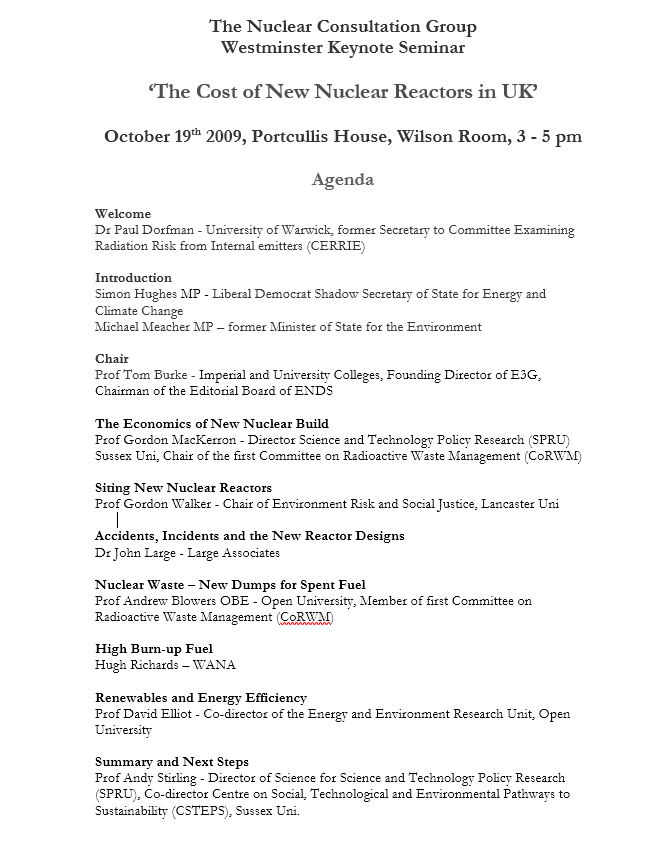 The Nuclear Consultation Group
Westminster Keynote Seminar
‘The Cost of New Nuclear Reactors in UK’
October 19th 2009, Portcullis House, Wilson Room, 3 - 5 pm
Agenda
Welcome
Dr Paul Dorfman - University of Warwick, former Secretary to Committee Examining
Radiation Risk from Internal emitters (CERRIE)
Introduction
Simon Hughes MP - Liberal Democrat Shadow Secretary of State for Energy and
Climate Change
Michael Meacher MP – former Minister of State for the Environment
Chair
Prof Tom Burke - Imperial and University Colleges, Founding Director of E3G,
Chairman of the Editorial Board of ENDS
The Economics of New Nuclear Build
Prof Gordon MacKerron - Director Science and Technology Policy Research (SPRU)
Sussex Uni, Chair of the first Committee on Radioactive Waste Management (CoRWM)
Siting New Nuclear Reactors
Prof Gordon Walker - Chair of Environment Risk and Social Justice, Lancaster Uni
Accidents, Incidents and the New Reactor Designs
Dr John Large - Large Associates
Nuclear Waste – New Dumps for Spent Fuel
Prof Andrew Blowers OBE - Open University, Member of first Committee on
Radioactive Waste Management (CoRWM)
High Burn-up Fuel
Hugh Richards – WANA
Renewables and Energy Efficiency
Prof David Elliot - Co-director of the Energy and Environment Research Unit, Open
University
Summary and Next Steps
Prof Andy Stirling - Director of Science for Science and Technology Policy Research
(SPRU), Co-director Centre on Social, Technological and Environmental Pathways to
Sustainability (CSTEPS), Sussex Uni.